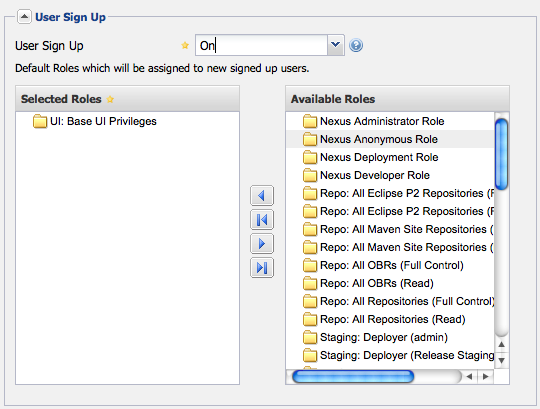 User Sign Up
User Sign Up On
Default Roles which will be assigned to new signed up users.
Selected Roles
UI: Base UI Privileges
Available Roles
Nexus Administrator Role
Nexus Anonymous Role
Nexus Deployment Role
Nexus Developer Role
Repo: All Eclipse P2 Repositories (
Repo: All Eclipse P2 Repositories (
Repo: All Maven Site Repositories (
Repo: All Maven Site Repositories (
Repo: All OBRs (Full Control)
Repo: All OBRs (Read)
Repo: All Repositories (Full Control)
Repo: All Repositories (Read)
Staging: Deployer (admin)
Staging: Deployer (Release Staging